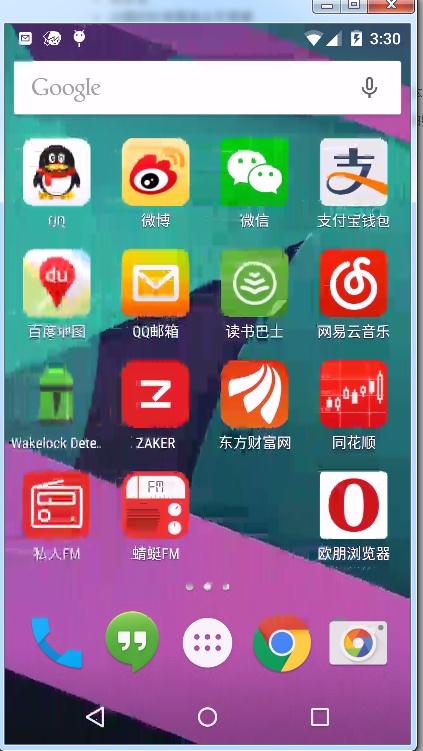 3:30
Google
QQ
微博
微信
支付宝钱包
du
百度地图
QQ邮箱
读书巴士
网易云音乐
Wakelock Dete..
ZAKER
东方财富网
同花顺
FM
私人FM
蜻蜓FM
欧朋浏览器